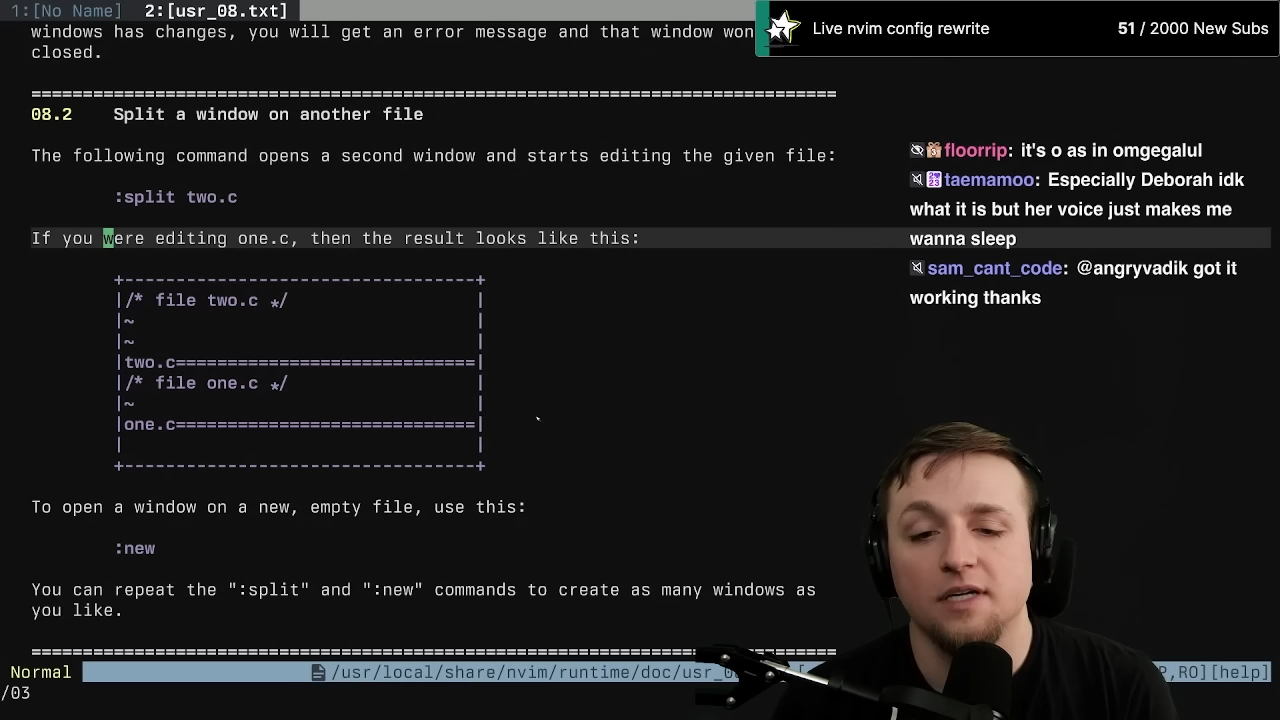 1:[No Name]  2:[usr_08.txt]
windows has changes, you will get an error message and that window won
closed.
==============================================================================
08.2    Split a window on another file
The following command opens a second window and starts editing the given file:
:split two.c
If you were editing one.c, then the result looks like this:
+----------------------------------+
|/* file two.c */                  |
|~                                 |
|~                                 |
|two.c=============================|
|/* file one.c */                  |
|~                                 |
|one.c=============================|
|                                  |
+----------------------------------+
To open a window on a new, empty file, use this:
:new
You can repeat the ":split" and ":new" commands to create as many windows as
you like.
==============================================================================
Normal /usr/local/share/nvim/runtime/doc/usr_0 [ P,RO][help]
/03
Live nvim config rewrite 51 / 2000 New Subs
floorrip: it's o as in omgegalul
taemamoo: Especially Deborah idk
what it is but her voice just makes me
wanna sleep
sam_cant_code: @angryvadik got it
working thanks